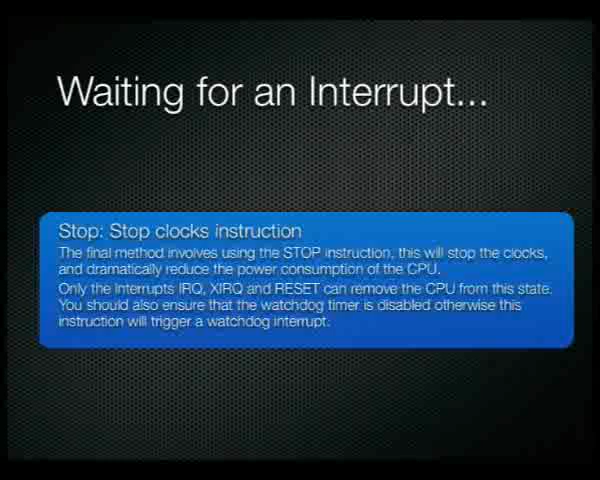 Waiting for an Interrupt...
Stop: Stop clocks instruction
The final method involves using the STOP instruction, this will stop the clocks,
and dramatically reduce the power consumption of the CPU.
Only the Interrupts IRQ, XIRQ and RESET can remove the CPU from this state.
You should also ensure that the watchdog timer is disabled otherwise this
instruction will trigger a watchdog interrupt.